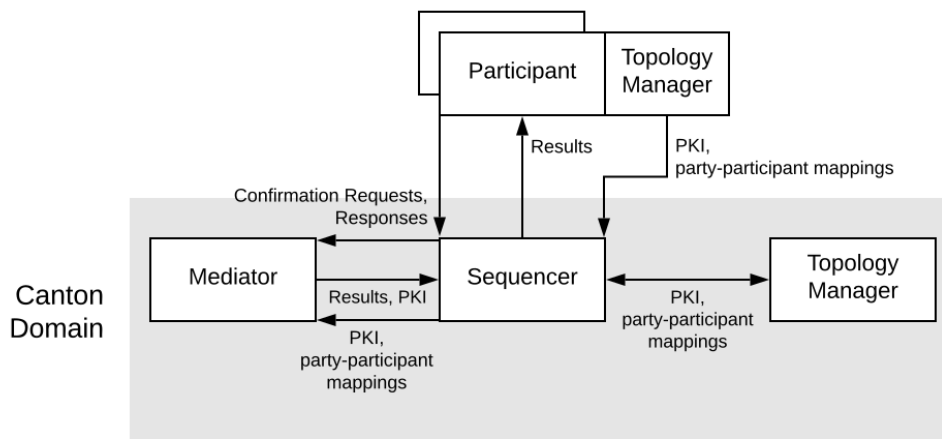 Participant
Topology
Manager
Results
PKI,
party-participant mappings
Confirmation Requests,
Responses
Mediator
Sequencer
Topology
Manager
Canton
Domain
Results, PKI
PKI,
party-participant
mappings
PKI,
party-participant
mappings